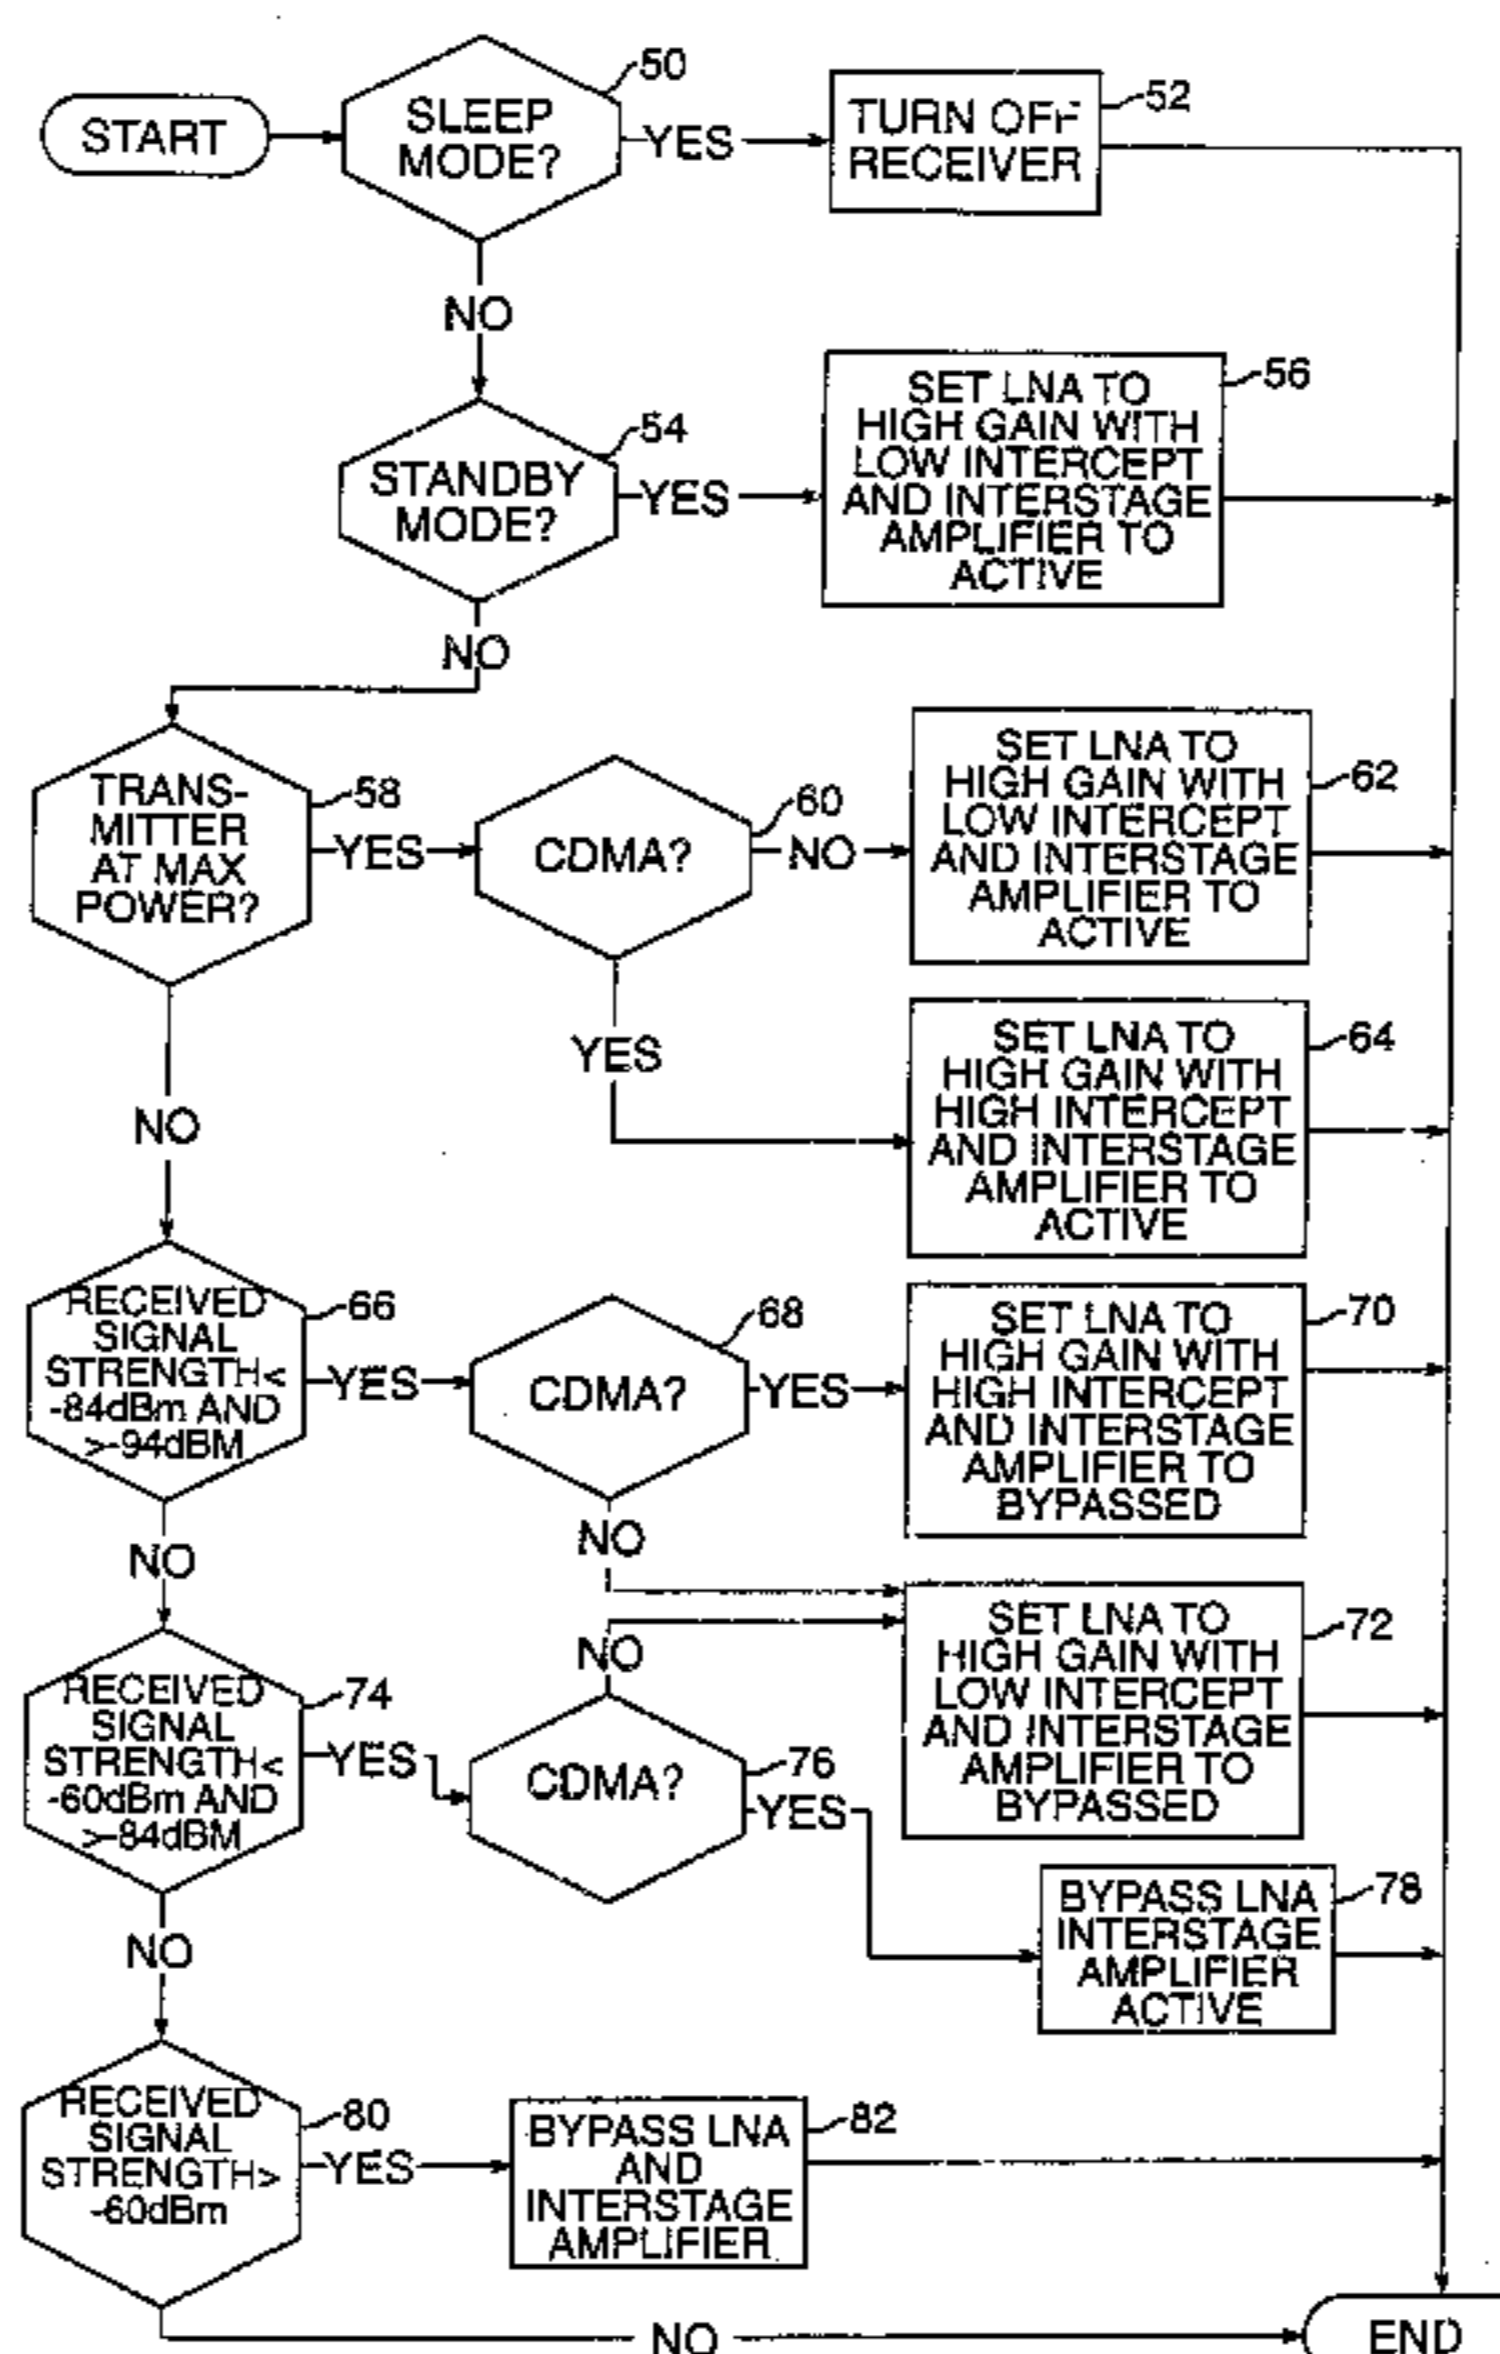 START
SLEEP
MODE?
50
YES
TURN OFF
RECEIVER
52
NO
STANDBY
MODE?
54
YES
SET LNA TO
HIGH GAIN WITH
LOW INTERCEPT
AND INTERSTAGE
AMPLIFIER TO
ACTIVE
56
NO
TRANS-
MITTER
AT MAX
POWER?
58
YES
CDMA?
60
NO
SET LNA TO
HIGH GAIN WITH
LOW INTERCEPT
AND INTERSTAGE
AMPLIFIER TO
ACTIVE
62
YES
SET LNA TO
HIGH GAIN WITH
HIGH INTERCEPT
AND INTERSTAGE
AMPLIFIER TO
ACTIVE
64
NO
RECEIVED
SIGNAL
STRENGTH<
-84dBm AND
>-94dBM
66
YES
CDMA?
68
YES
SET LNA TO
HIGH GAIN WITH
HIGH INTERCEPT
AND INTERSTAGE
AMPLIFIER TO
BYPASSED
70
NO
NO
SET LNA TO
HIGH GAIN WITH
LOW INTERCEPT
AND INTERSTAGE
AMPLIFIER TO
BYPASSED
72
NO
RECEIVED
SIGNAL
STRENGTH<
-60dBm AND
>-84dBM
74
YES
CDMA?
76
YES
BYPASS LNA
INTERSTAGE
AMPLIFIER
ACTIVE
78
NO
RECEIVED
SIGNAL
STRENGTH>
-60dBm
80
YES
BYPASS LNA
AND
INTERSTAGE
AMPLIFIER
82
NO
END